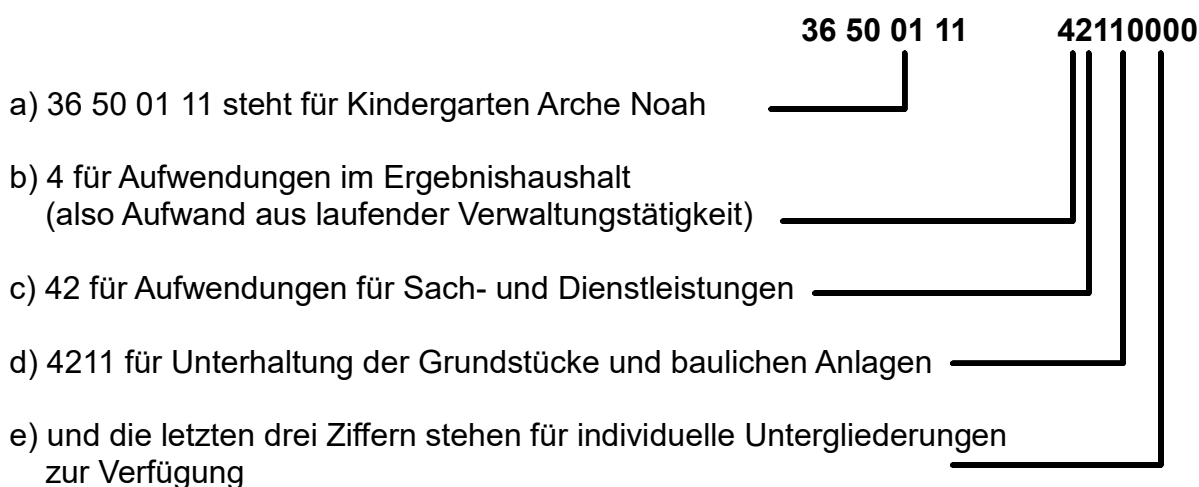 36 50 01 11 42110000
a) 36 50 01 11 steht für Kindergarten Arche Noah
b) 4 für Aufwendungen im Ergebnishaushalt
(also Aufwand aus laufender Verwaltungstätigkeit)
c) 42 für Aufwendungen für Sach- und Dienstleistungen
d) 4211 für Unterhaltung der Grundstücke und baulichen Anlagen
e) und die letzten drei Ziffern stehen für individuelle Untergliederungen
zur Verfügung